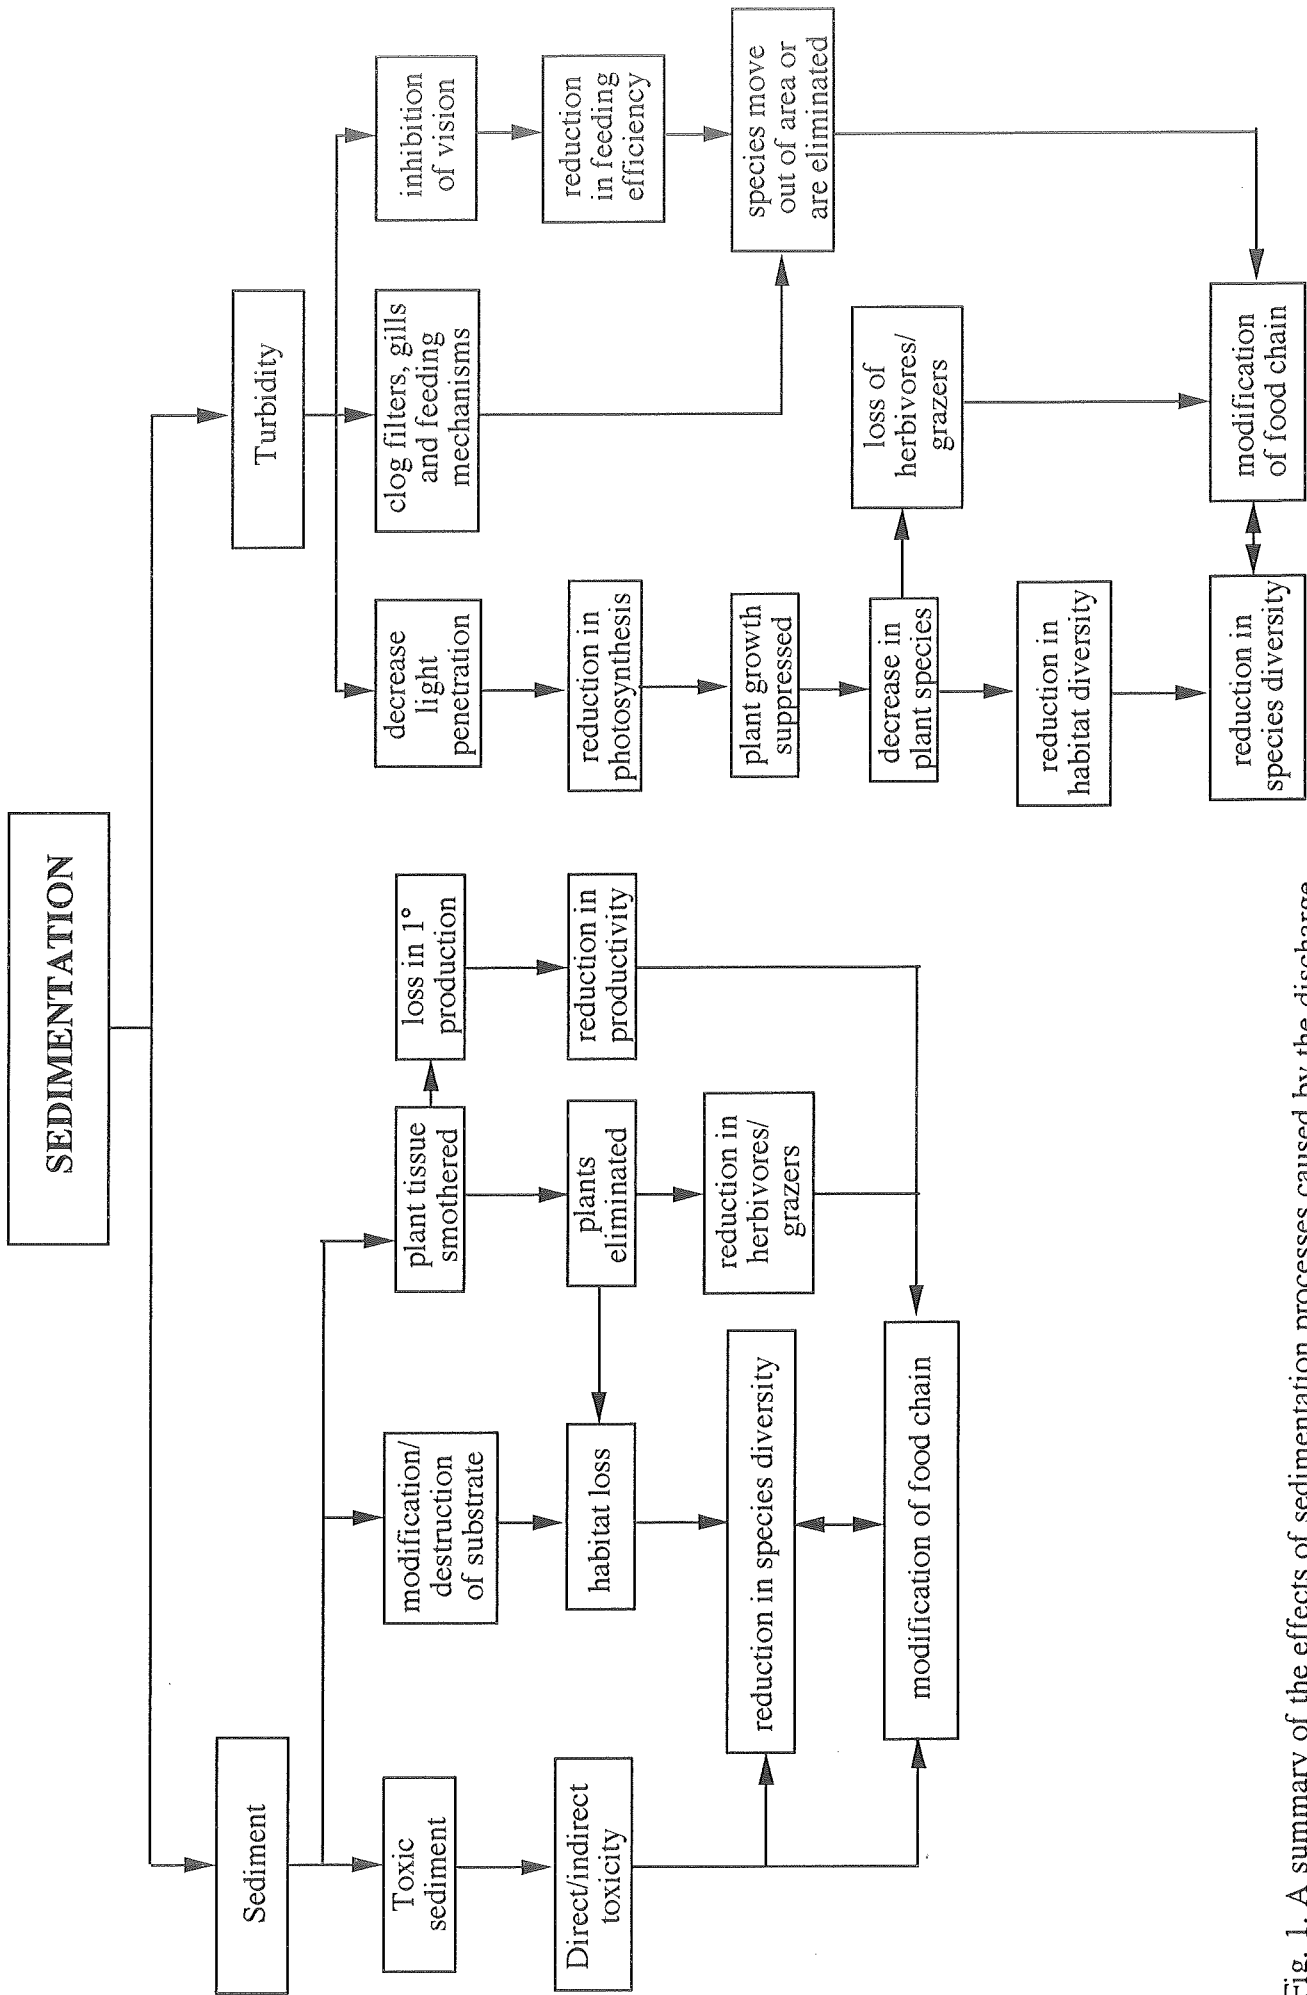 SEDIMENTATION
Sediment
Toxic
sediment
Direct/indirect
toxicity
modification/
destruction
of substrate
habitat loss
plant tissue
smothered
plants
eliminated
reduction in
herbivores/
grazers
loss in 1°
production
reduction in
productivity
reduction in species diversity
modification of food chain
Turbidity
decrease
light
penetration
reduction in
photosynthesis
plant growth
suppressed
decrease in
plant species
reduction in
habitat diversity
reduction in
species diversity
clog filters, gills
and feeding
mechanisms
loss of
herbivores/
grazers
inhibition
of vision
reduction
in feeding
efficiency
species move
out of area or
are eliminated
modification
of food chain
Fig. 1. A summary of the effects of sedimentation processes caused by the discharge